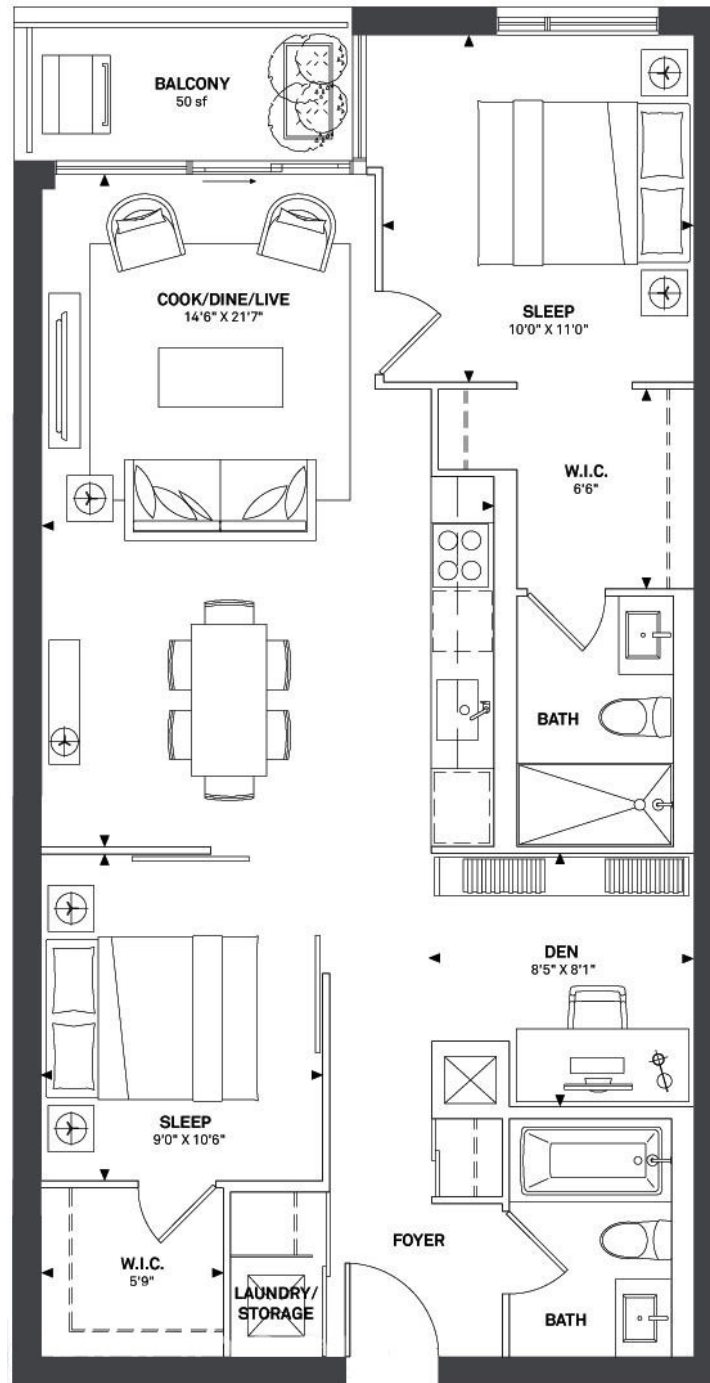 BALCONY
50 sf
COOK/DINE/LIVE
14'6" X 21'7"
SLEEP
10'0" X 11'0"
W.I.C.
6'6"
BATH
DEN
8'5" X 8'1"
SLEEP
9'0" X 10'6"
FOYER
W.I.C.
5'9"
LAUNDRY/
STORAGE
BATH